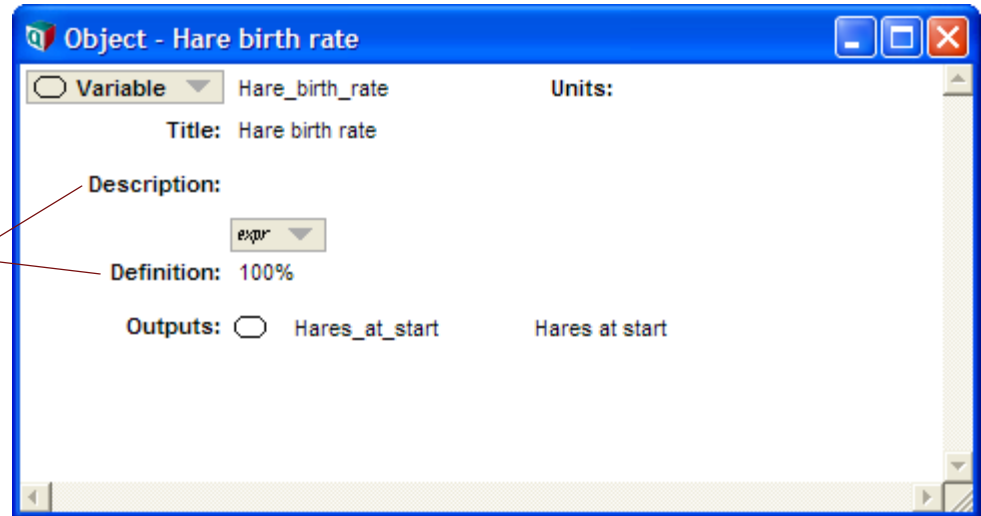 Object - Hare birth rate
Variable Hare_birth_rate Units:
Title: Hare birth rate
Description:
expr
Definition: 100%
Outputs: Hares_at_start Hares at start